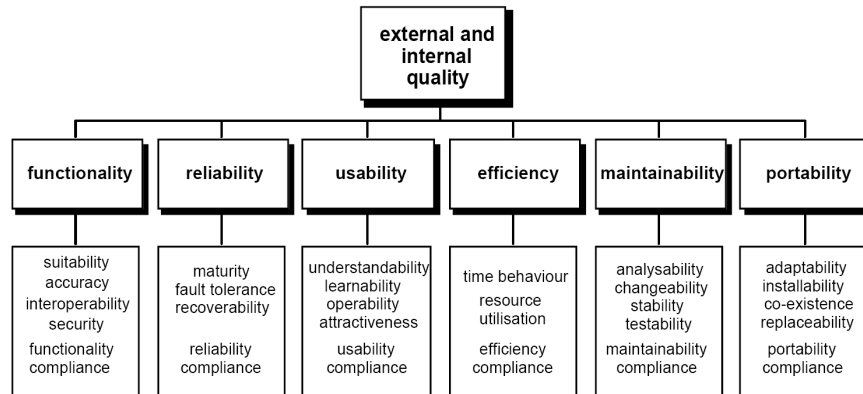 external and
internal
quality
functionality
reliability
usability
efficiency
maintainability
portability
suitability
accuracy
interoperability
security
functionality
compliance
maturity
fault tolerance
recoverability
reliability
compliance
understandability
learnability
operability
attractiveness
usability
compliance
time behaviour
resource
utilisation
efficiency
compliance
analysability
changeability
stability
testability
maintainability
compliance
adaptability
installability
co-existence
replaceability
portability
compliance